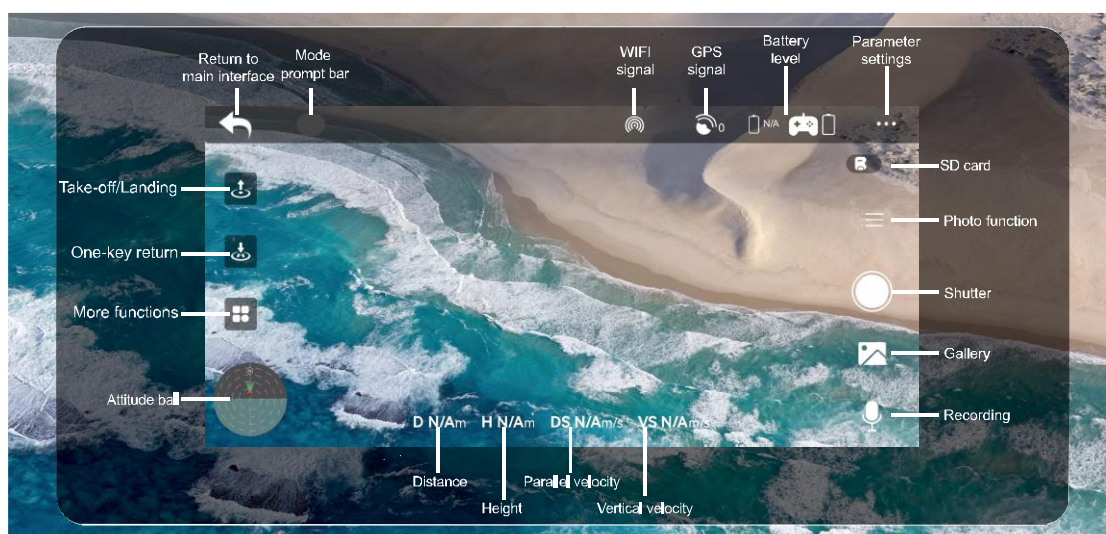 Return to
main interface
Mode
prompt bar
WIFI
signal
GPS
signal
Battery
level
Parameter
settings
0
N/A
SD card
Take-off/Landing
Photo function
One-key return
More functions
Shutter
Gallery
Attitude ball
Recording
D N/Am H N/Am DS N/Am/s VS N/Am/s
Distance
Parallel velocity
Height
Vertical velocity